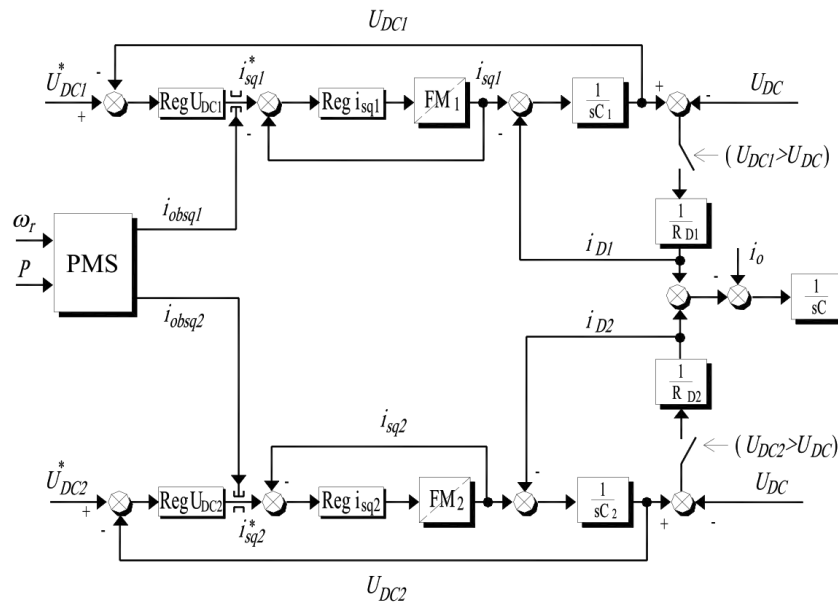 U_DC1
U*_DC1
-
+
Reg U_DC1
i*_sq1
-
Reg i_sq1
FM_1
i_sq1
-
1
sC_1
+
-
U_DC
(U_DC1>U_DC)
1
R_D1
ω_r
P
PMS
i_obsq1
i_obsq2
i_D1
i_D2
-
i_o
1
sC
1
R_D2
(U_DC2>U_DC)
U_DC
i_sq2
U*_DC2
+
-
Reg U_DC2
i*_sq2
-
Reg i_sq2
FM_2
-
1
sC_2
+
-
U_DC2